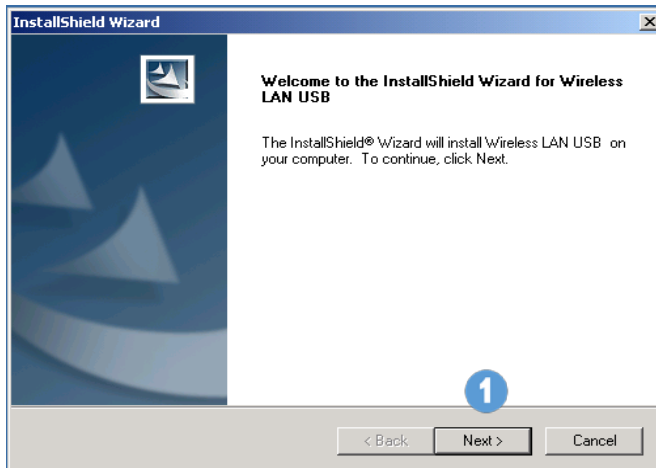 InstallShield Wizard
Welcome to the InstallShield Wizard for Wireless
LAN USB
The InstallShield® Wizard will install Wireless LAN USB on
your computer. To continue, click Next.
1
< Back Next > Cancel